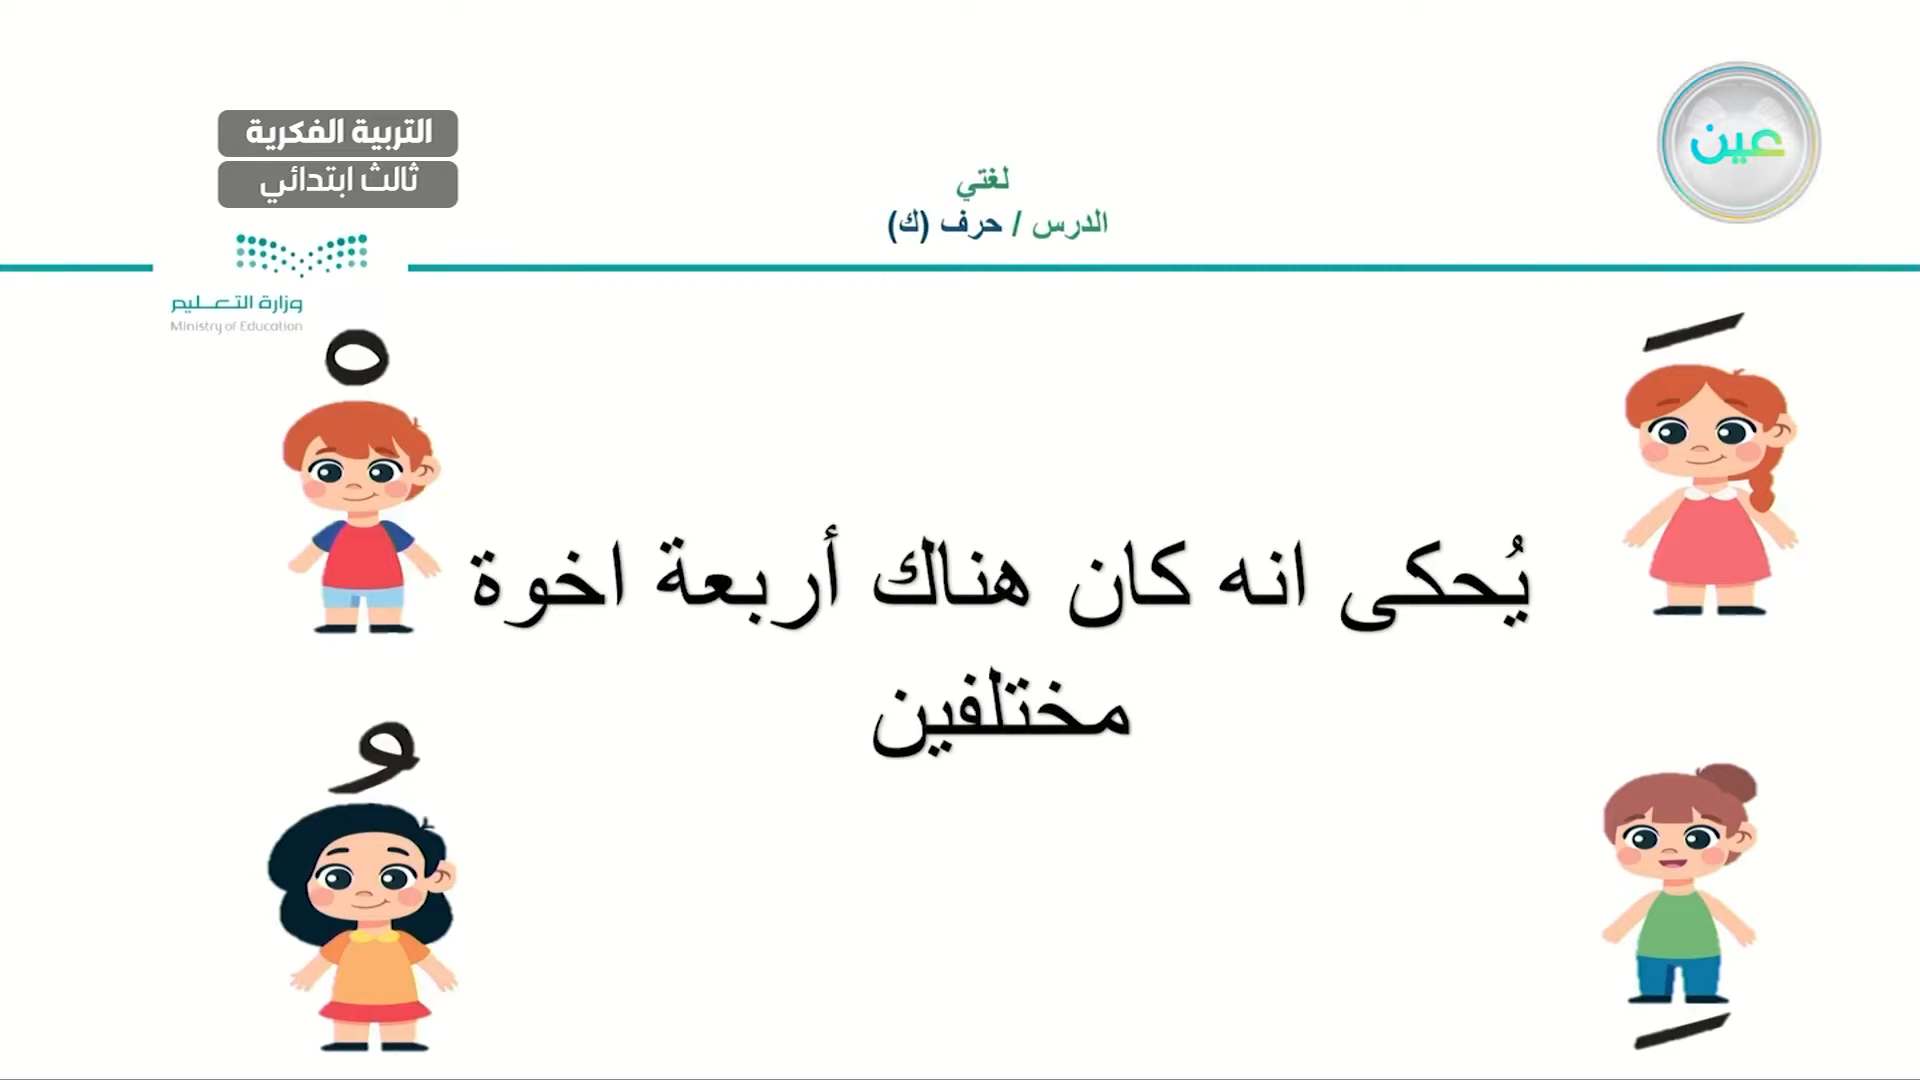 عين
التربية الفكرية
ثالث ابتدائي
لغتي
الدرس / حرف (ك)
وزارة التعليم
Ministry of Education
يُحكى انه كان هناك أربعة اخوة
مختلفين